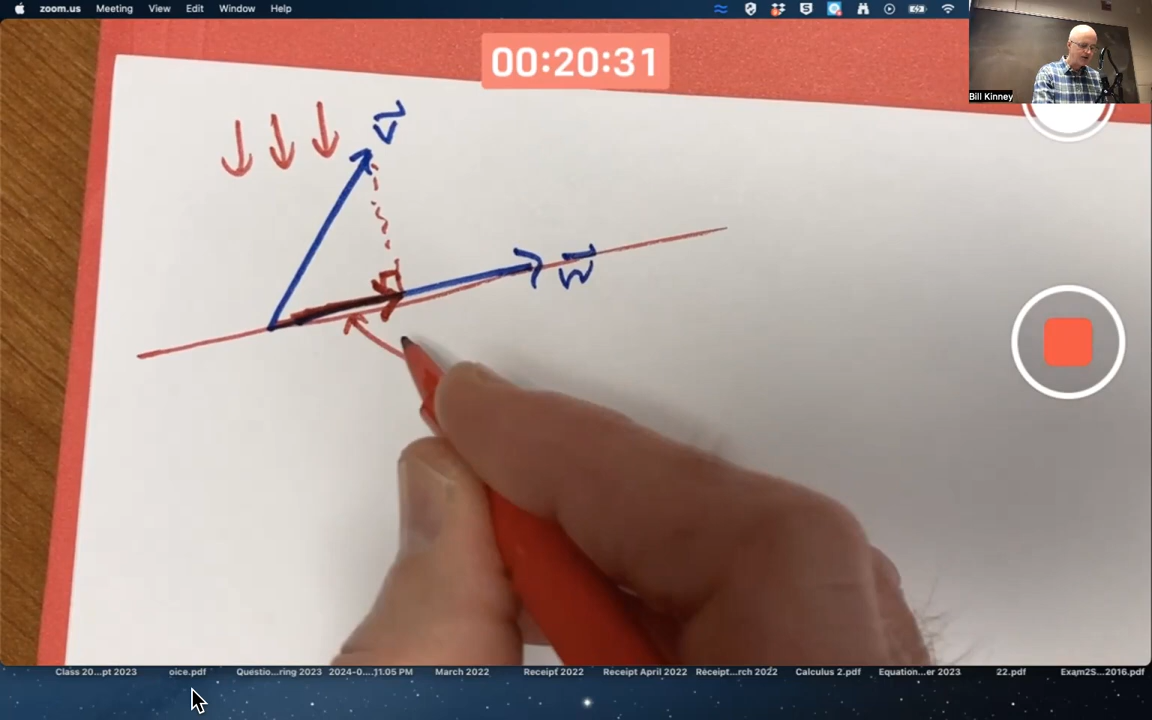 zoom.us Meeting View Edit Window Help
00:20:31
Bill Kinney
v
w
Class 20...pt 2023 oice.pdf Questio...ring 2023 2024-0....11.05 PM March 2022 Receipt 2022 Receipt April 2022 Receipt...rch 2022 Calculus 2.pdf Equation...er 2023 22.pdf Exam2S...2016.pdf